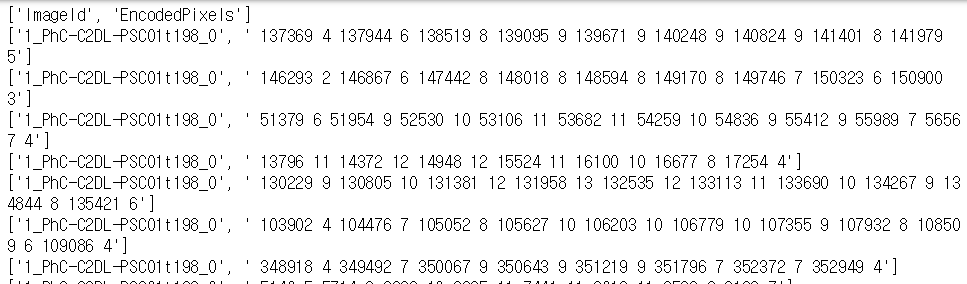 ['ImageId', 'EncodedPixels']
['1_PhC-C2DL-PSC01t198_0', ' 137369 4 137944 6 138519 8 139095 9 139671 9 140248 9 140824 9 141401 8 141979
5']
['1_PhC-C2DL-PSC01t198_0', ' 146293 2 146867 6 147442 8 148018 8 148594 8 149170 8 149746 7 150323 6 150900
3']
['1_PhC-C2DL-PSC01t198_0', ' 51379 6 51954 9 52530 10 53106 11 53682 11 54259 10 54836 9 55412 9 55989 7 5656
7 4']
['1_PhC-C2DL-PSC01t198_0', ' 13796 11 14372 12 14948 12 15524 11 16100 10 16677 8 17254 4']
['1_PhC-C2DL-PSC01t198_0', ' 130229 9 130805 10 131381 12 131958 13 132535 12 133113 11 133690 10 134267 9 13
4844 8 135421 6']
['1_PhC-C2DL-PSC01t198_0', ' 103902 4 104476 7 105052 8 105627 10 106203 10 106779 10 107355 9 107932 8 10850
9 6 109086 4']
['1_PhC-C2DL-PSC01t198_0', ' 348918 4 349492 7 350067 9 350643 9 351219 9 351796 7 352372 7 352949 4']